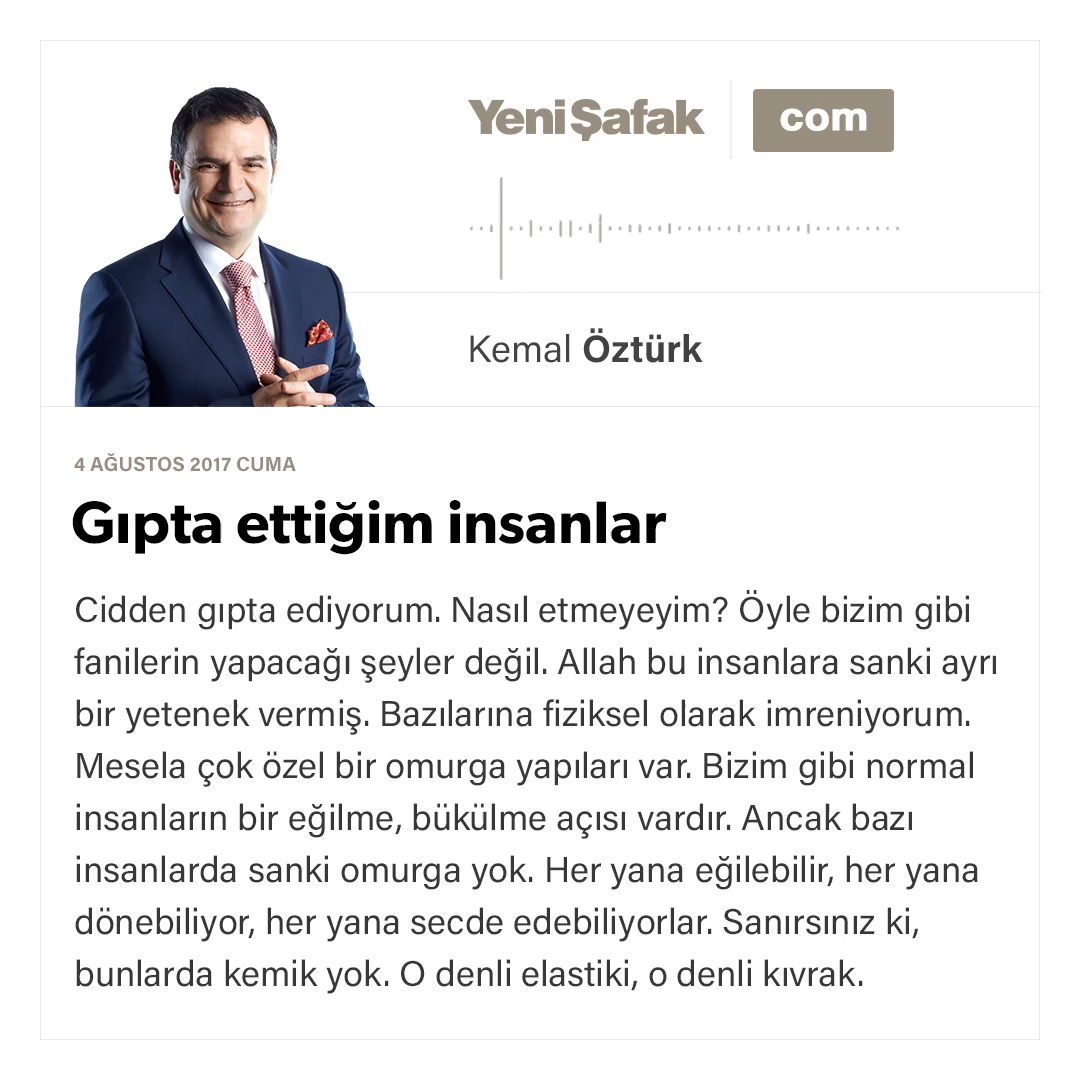 YeniŞafak com
Kemal Öztürk
4 AĞUSTOS 2017 CUMA
Gıpta ettiğim insanlar
Cidden gıpta ediyorum. Nasıl etmeyeyim? Öyle bizim gibi
fanilerin yapacağı şeyler değil. Allah bu insanlara sanki ayrı
bir yetenek vermiş. Bazılarına fiziksel olarak imreniyorum.
Mesela çok özel bir omurga yapıları var. Bizim gibi normal
insanların bir eğilme, bükülme açısı vardır. Ancak bazı
insanlarda sanki omurga yok. Her yana eğilebilir, her yana
dönebiliyor, her yana secde edebiliyorlar. Sanırsınız ki,
bunlarda kemik yok. O denli elastiki, o denli kıvrak.